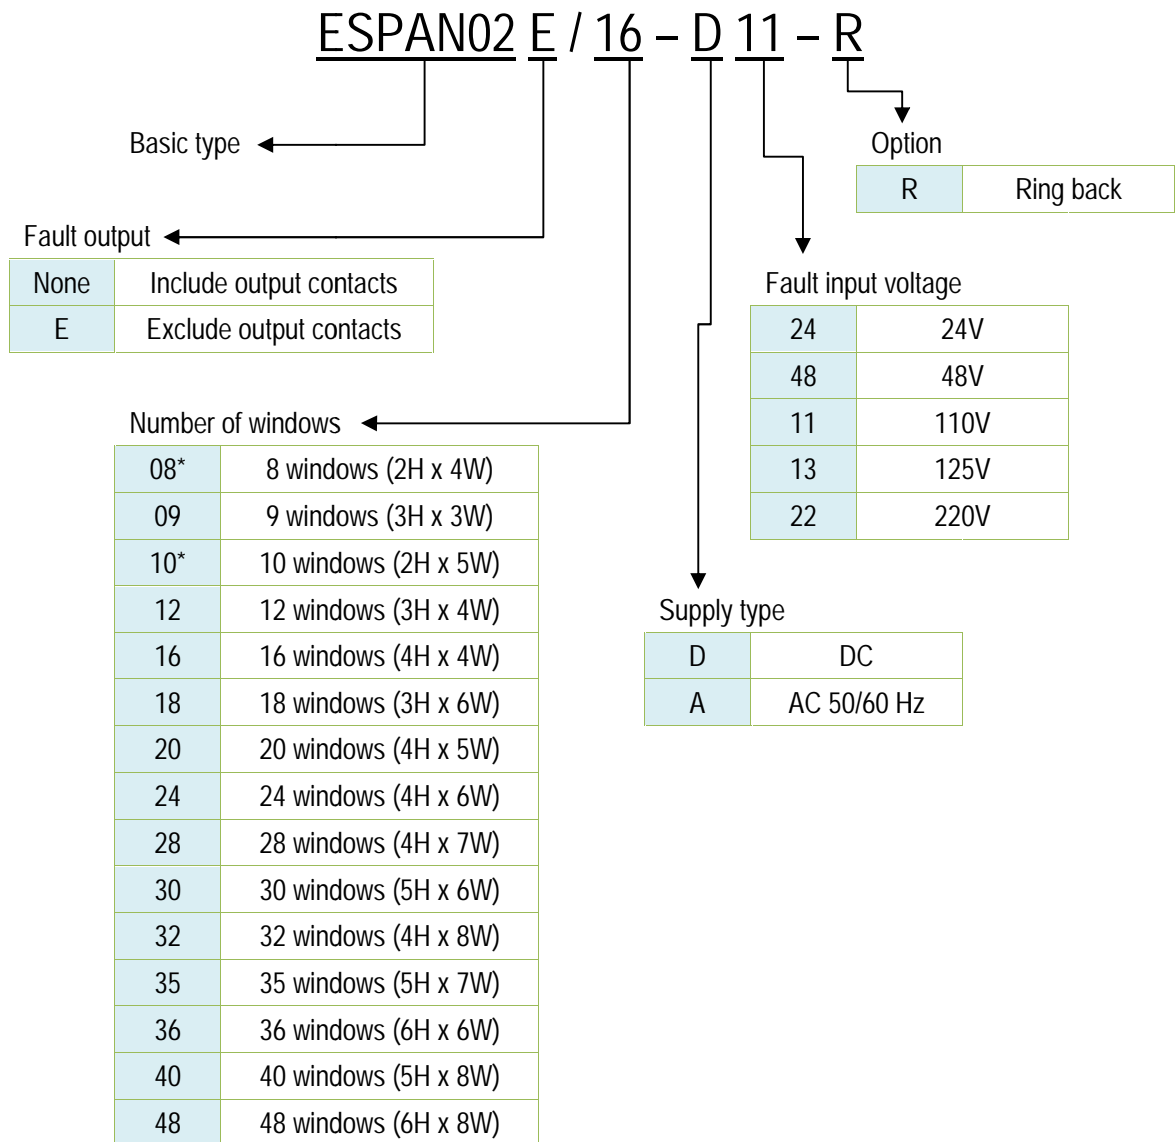 ESPAN02 E / 16 – D 11 – R
Basic type
Option
R Ring back
Fault output
None Include output contacts
E Exclude output contacts
Fault input voltage
24 24V
48 48V
11 110V
13 125V
22 220V
Number of windows
08* 8 windows (2H x 4W)
09 9 windows (3H x 3W)
10* 10 windows (2H x 5W)
12 12 windows (3H x 4W)
16 16 windows (4H x 4W)
18 18 windows (3H x 6W)
20 20 windows (4H x 5W)
24 24 windows (4H x 6W)
28 28 windows (4H x 7W)
30 30 windows (5H x 6W)
32 32 windows (4H x 8W)
35 35 windows (5H x 7W)
36 36 windows (6H x 6W)
40 40 windows (5H x 8W)
48 48 windows (6H x 8W)
Supply type
D DC
A AC 50/60 Hz